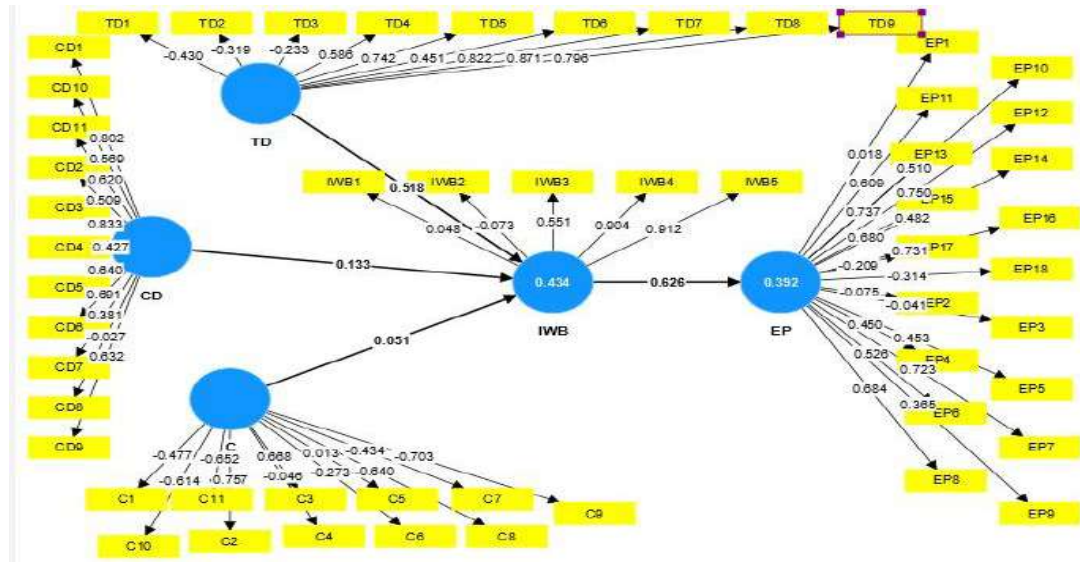 TD1 TD2 TD3 TD4 TD5 TD6 TD7 TD8 TD9
-0.430 -0.319 -0.233 0.586 0.742 0.451 0.822 0.871 0.796
TD
CD1
CD10
CD11
CD2
CD3
CD4
CD5
CD6
CD7
CD8
CD9
0.802
0.569
0.620
0.509
0.833
0.427
0.640
0.691
0.381
-0.027
0.632
CD
0.518
0.133
0.051
IWB1 IWB2 IWB3 IWB4 IWB5
0.048 -0.073 0.551 0.904 0.912
0.434
IWB
0.626
0.392
EP
EP1
EP10
EP11
EP12
EP13
EP14
EP15
EP16
EP17
EP18
EP2
EP3
EP4
EP5
EP6
EP7
EP8
EP9
0.018
0.510
0.609
0.750
0.737
0.482
0.680
0.731
-0.209
-0.314
-0.075
-0.041
0.450
0.453
0.526
0.723
0.684
0.365
C
-0.477 -0.652 0.668 0.013 -0.434 -0.703
-0.614 -0.757 -0.046 -0.273 -0.640
C1 C11 C3 C5 C7 C9
C10 C2 C4 C6 C8